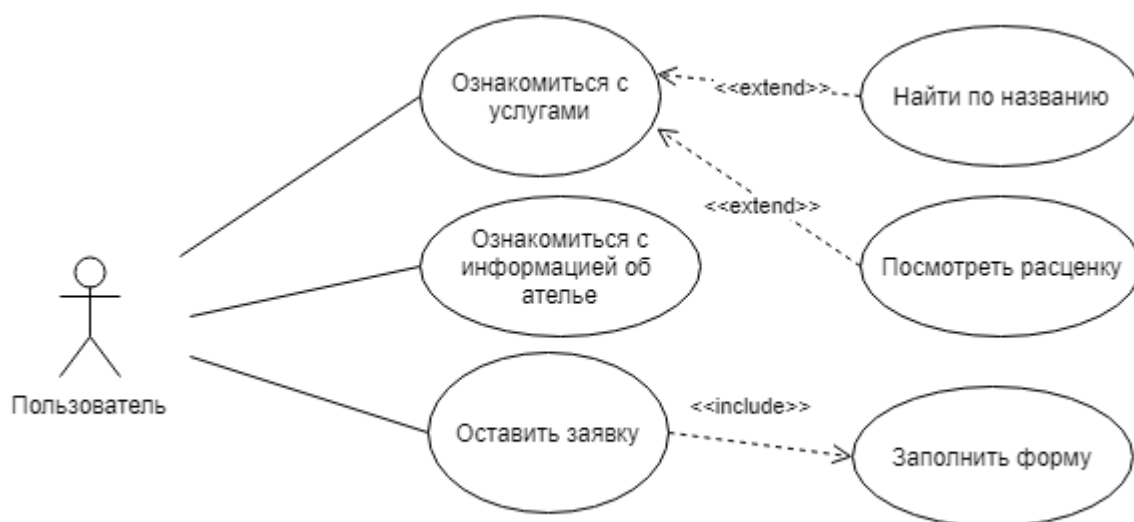 Ознакомиться с
услугами
<<extend>>
Найти по названию
<<extend>>
Ознакомиться с
информацией об
ателье
Посмотреть расценку
Пользователь
Оставить заявку
<<include>>
Заполнить форму